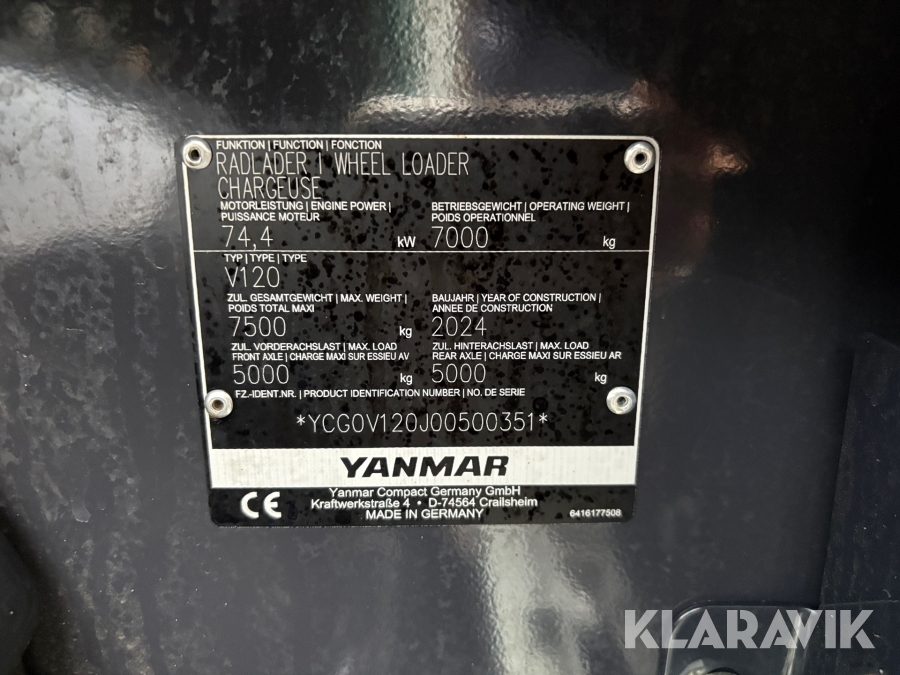 FUNKTION | FUNCTION | FONCTION
RADLADER | WHEEL LOADER
CHARGEUSE
MOTORLEISTUNG | ENGINE POWER |
PUISSANCE MOTEUR
74,4 kW
BETRIEBSGEWICHT | OPERATING WEIGHT |
POIDS OPERATIONNEL
7000 kg
TYP | TYPE | TYPE
V120
ZUL. GESAMTGEWICHT | MAX. WEIGHT |
POIDS TOTAL MAXI
7500 kg
BAUJAHR | YEAR OF CONSTRUCTION |
ANNEE DE CONSTRUCTION
2024
ZUL. VORDERACHSLAST | MAX. LOAD
FRONT AXLE | CHARGE MAXI SUR ESSIEU AV
5000 kg
ZUL. HINTERACHSLAST | MAX. LOAD
REAR AXLE | CHARGE MAXI SUR ESSIEU AR
5000 kg
FZ.-IDENT.NR. | PRODUCT IDENTIFICATION NUMBER | NO. DE SERIE
*YCG0V120J00500351*
YANMAR
CE
Yanmar Compact Germany GmbH
Kraftwerkstraße 4 • D-74564 Crailsheim
MADE IN GERMANY
6416177508
KLARAVIK